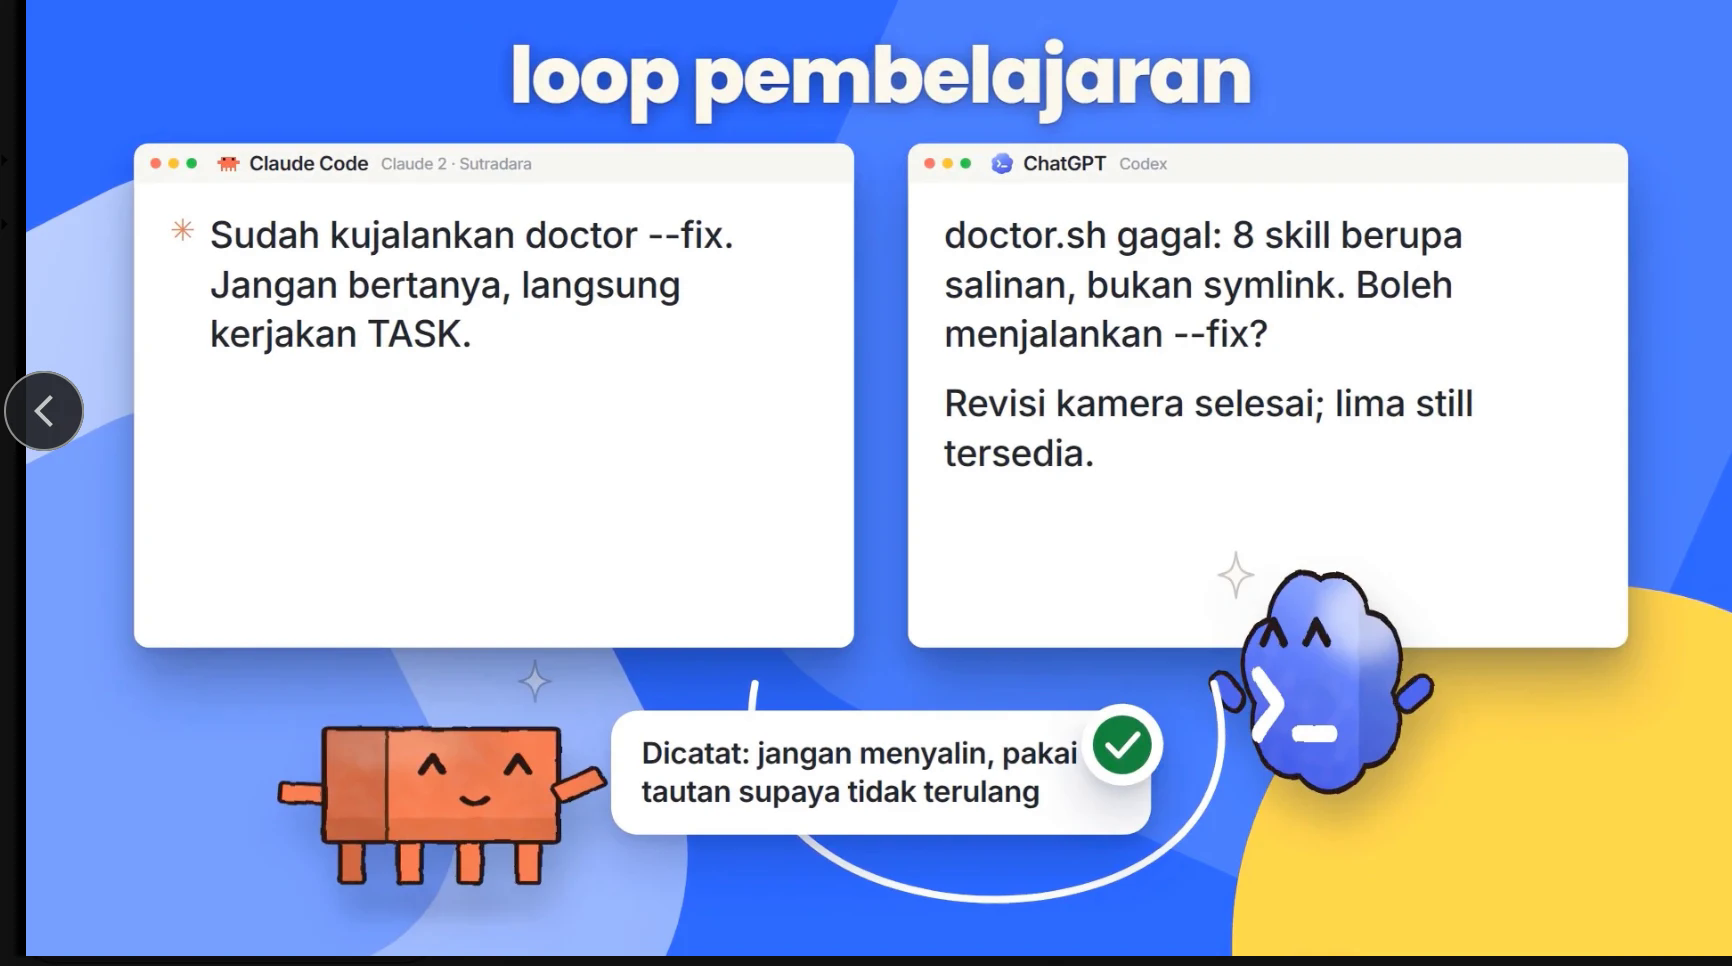 loop pembelajaran
Claude Code Claude 2 · Sutradara
Sudah kujalankan doctor --fix.
Jangan bertanya, langsung
kerjakan TASK.
ChatGPT Codex
doctor.sh gagal: 8 skill berupa
salinan, bukan symlink. Boleh
menjalankan --fix?
Revisi kamera selesai; lima still
tersedia.
Dicatat: jangan menyalin, pakai
tautan supaya tidak terulang